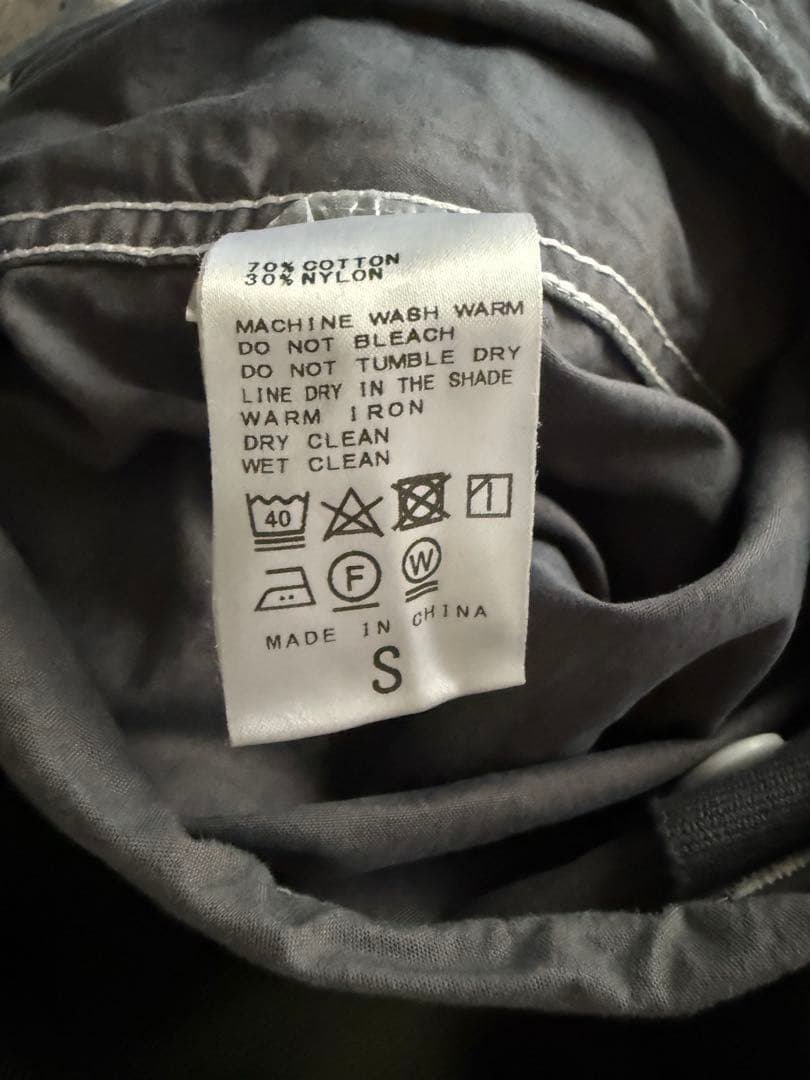 70% COTTON
30% NYLON
MACHINE WASH WARM
DO NOT BLEACH
DO NOT TUMBLE DRY
LINE DRY IN THE SHADE
WARM IRON
DRY CLEAN
WET CLEAN
40
F W
MADE IN CHINA
S